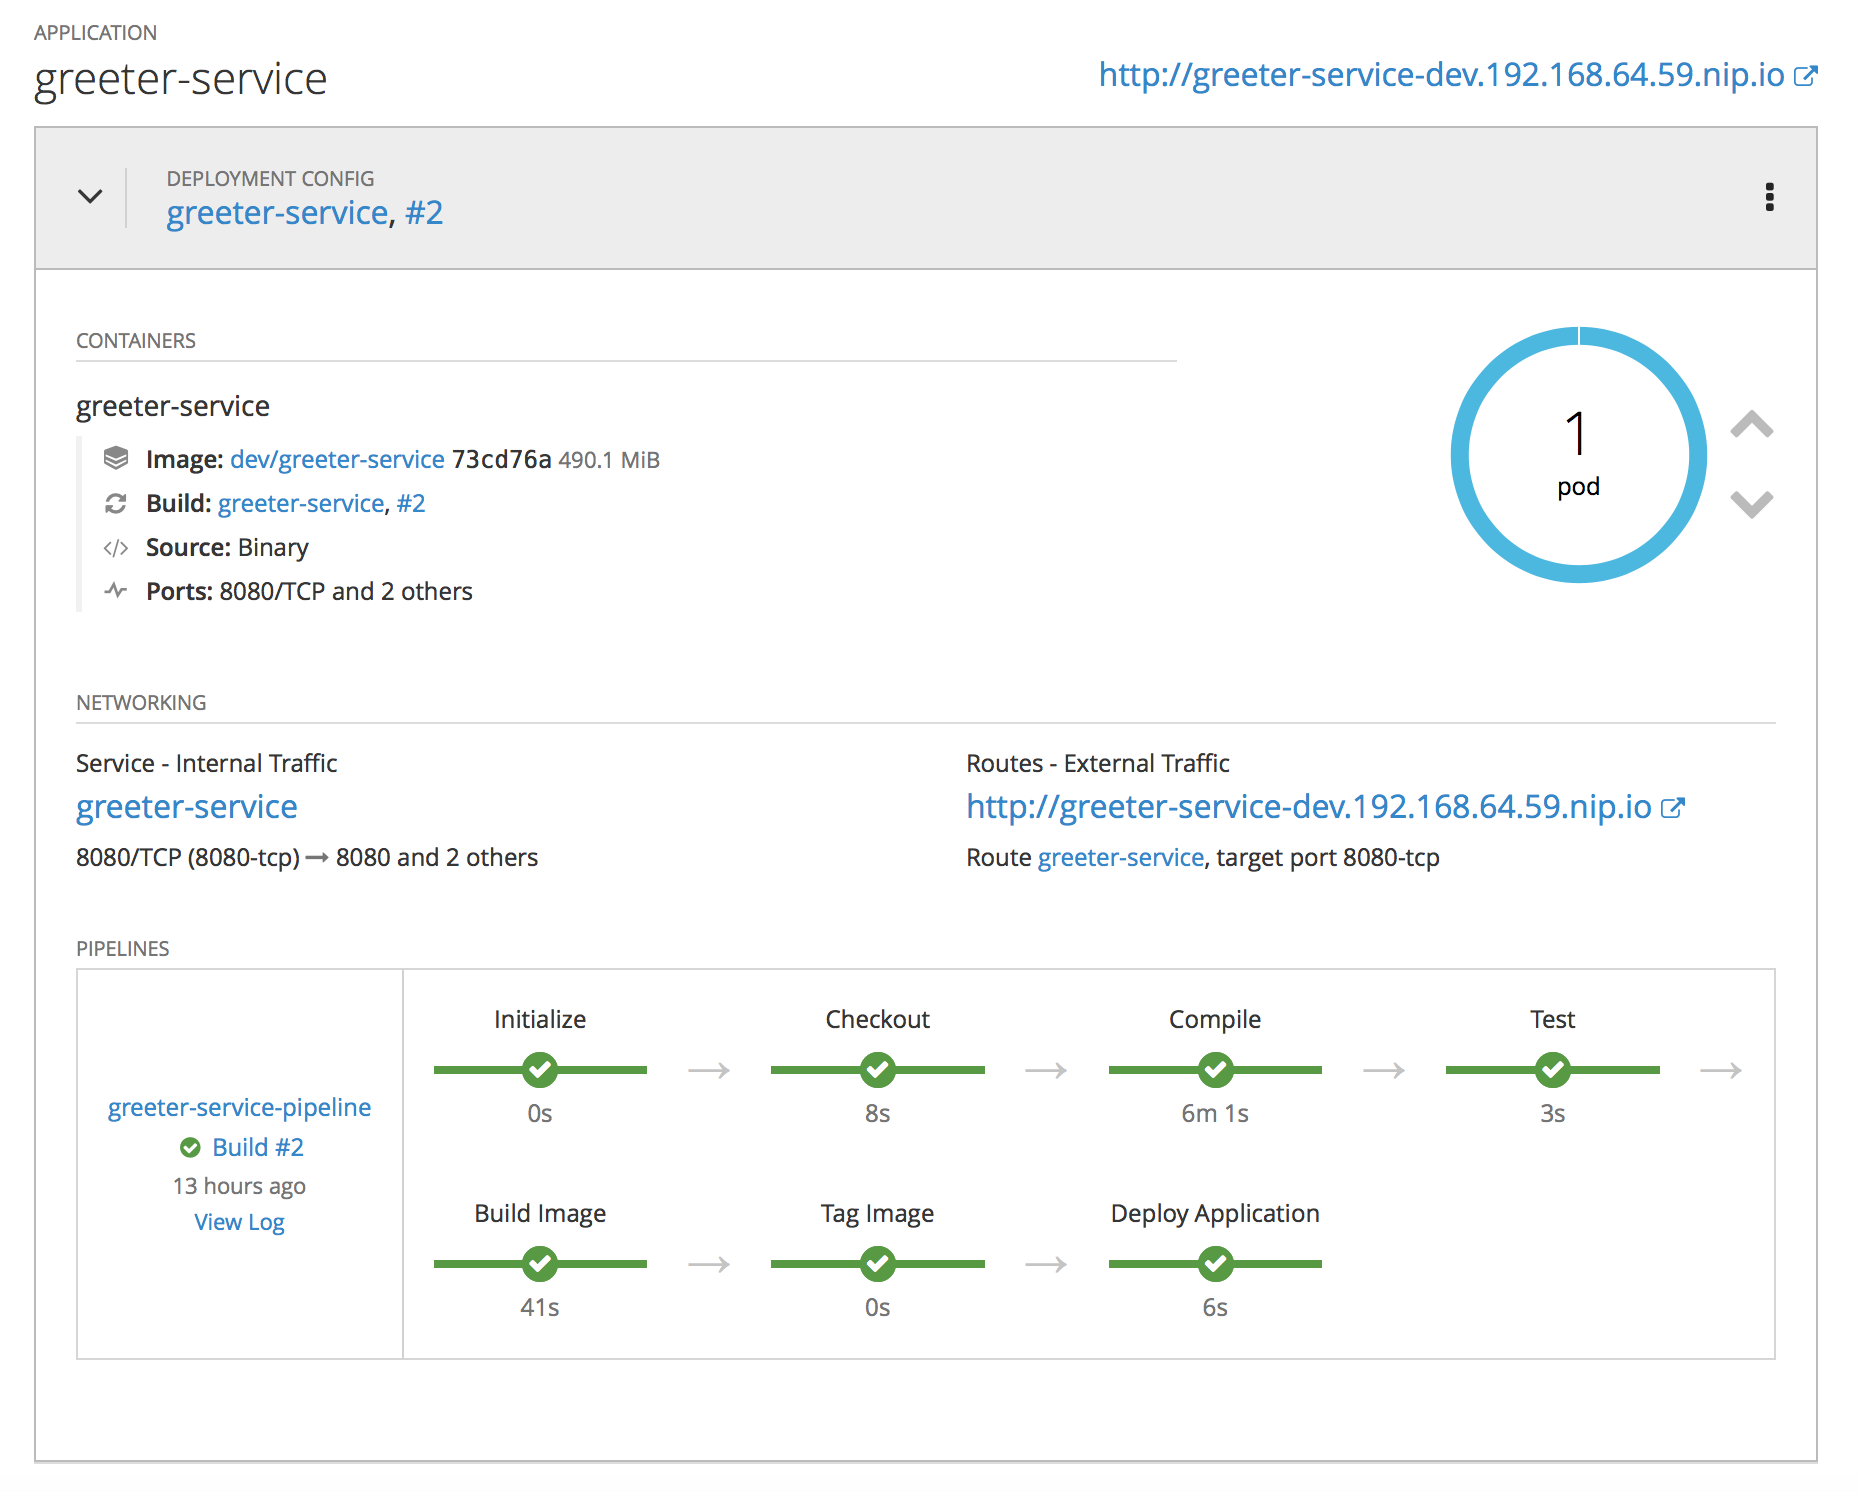 APPLICATION
greeter-service
http://greeter-service-dev.192.168.64.59.nip.io
DEPLOYMENT CONFIG
greeter-service, #2
CONTAINERS
greeter-service
Image: dev/greeter-service 73cd76a 490.1 MiB
Build: greeter-service, #2
Source: Binary
Ports: 8080/TCP and 2 others
1
pod
NETWORKING
Service - Internal Traffic
greeter-service
8080/TCP (8080-tcp) → 8080 and 2 others
Routes - External Traffic
http://greeter-service-dev.192.168.64.59.nip.io
Route greeter-service, target port 8080-tcp
PIPELINES
greeter-service-pipeline
Build #2
13 hours ago
View Log
Initialize
0s
Checkout
8s
Compile
6m 1s
Test
3s
Build Image
41s
Tag Image
0s
Deploy Application
6s